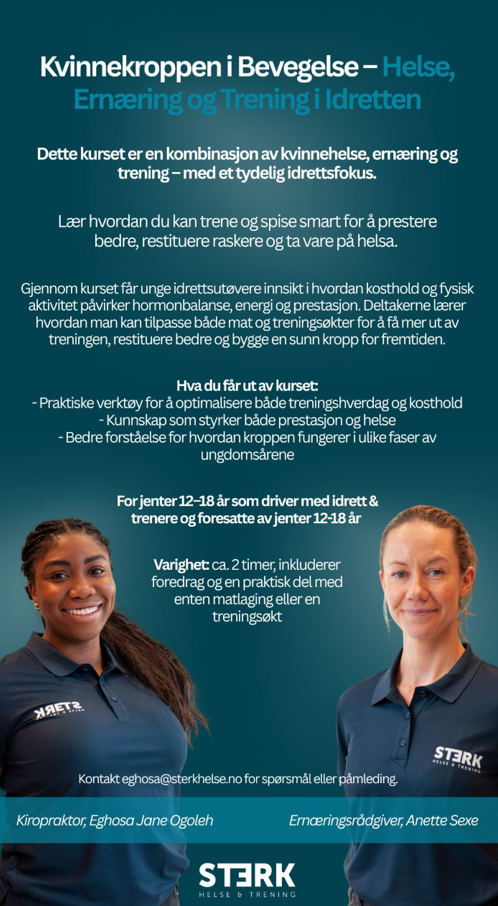 Kvinnekroppen i Bevegelse – Helse,
Ernæring og Trening i Idretten
Dette kurset er en kombinasjon av kvinnehelse, ernæring og
trening – med et tydelig idrettsfokus.
Lær hvordan du kan trene og spise smart for å prestere
bedre, restituere raskere og ta vare på helsa.
Gjennom kurset får unge idrettsutøvere innsikt i hvordan kosthold og fysisk
aktivitet påvirker hormonbalanse, energi og prestasjon. Deltakerne lærer
hvordan man kan tilpasse både mat og treningsøkter for å få mer ut av
treningen, restituere bedre og bygge en sunn kropp for fremtiden.
Hva du får ut av kurset:
- Praktiske verktøy for å optimalisere både treningshverdag og kosthold
- Kunnskap som styrker både prestasjon og helse
- Bedre forståelse for hvordan kroppen fungerer i ulike faser av
ungdomsårene
For jenter 12–18 år som driver med idrett &
trenere og foresatte av jenter 12-18 år
Varighet: ca. 2 timer, inkluderer
foredrag og en praktisk del med
enten matlaging eller en
treningsøkt
STERK
STERK
HELSE & TRENING
Kontakt eghosa@sterkhelse.no for spørsmål eller påmleding.
Kiropraktor, Eghosa Jane Ogoleh
Ernæringsrådgiver, Anette Sexe
STERK
HELSE & TRENING